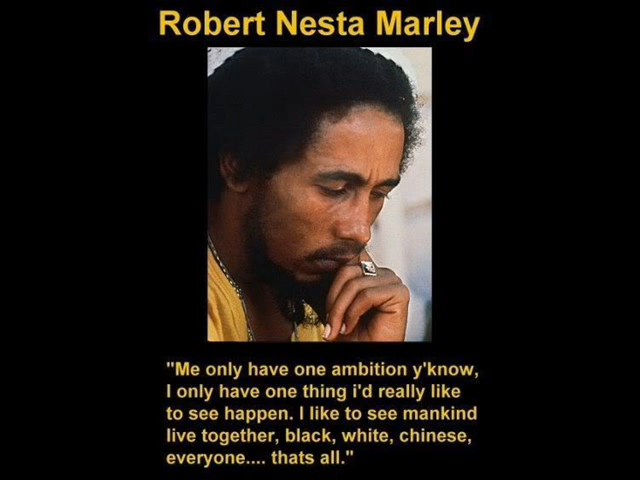 Robert Nesta Marley
"Me only have one ambition y'know,
I only have one thing i'd really like
to see happen. I like to see mankind
live together, black, white, chinese,
everyone.... thats all."